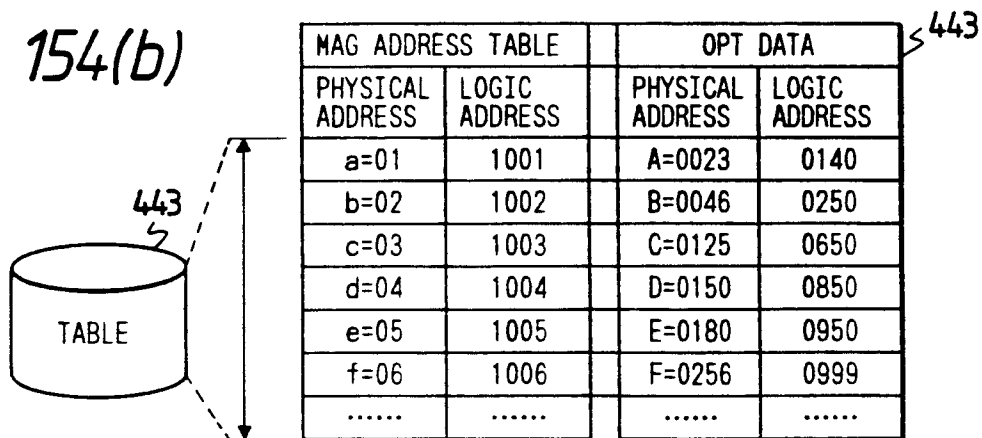 154(b)
443
MAG ADDRESS TABLE OPT DATA
PHYSICAL ADDRESS LOGIC ADDRESS PHYSICAL ADDRESS LOGIC ADDRESS
a=01 1001 A=0023 0140
b=02 1002 B=0046 0250
c=03 1003 C=0125 0650
d=04 1004 D=0150 0850
e=05 1005 E=0180 0950
f=06 1006 F=0256 0999
...... ...... ...... ......
443
TABLE